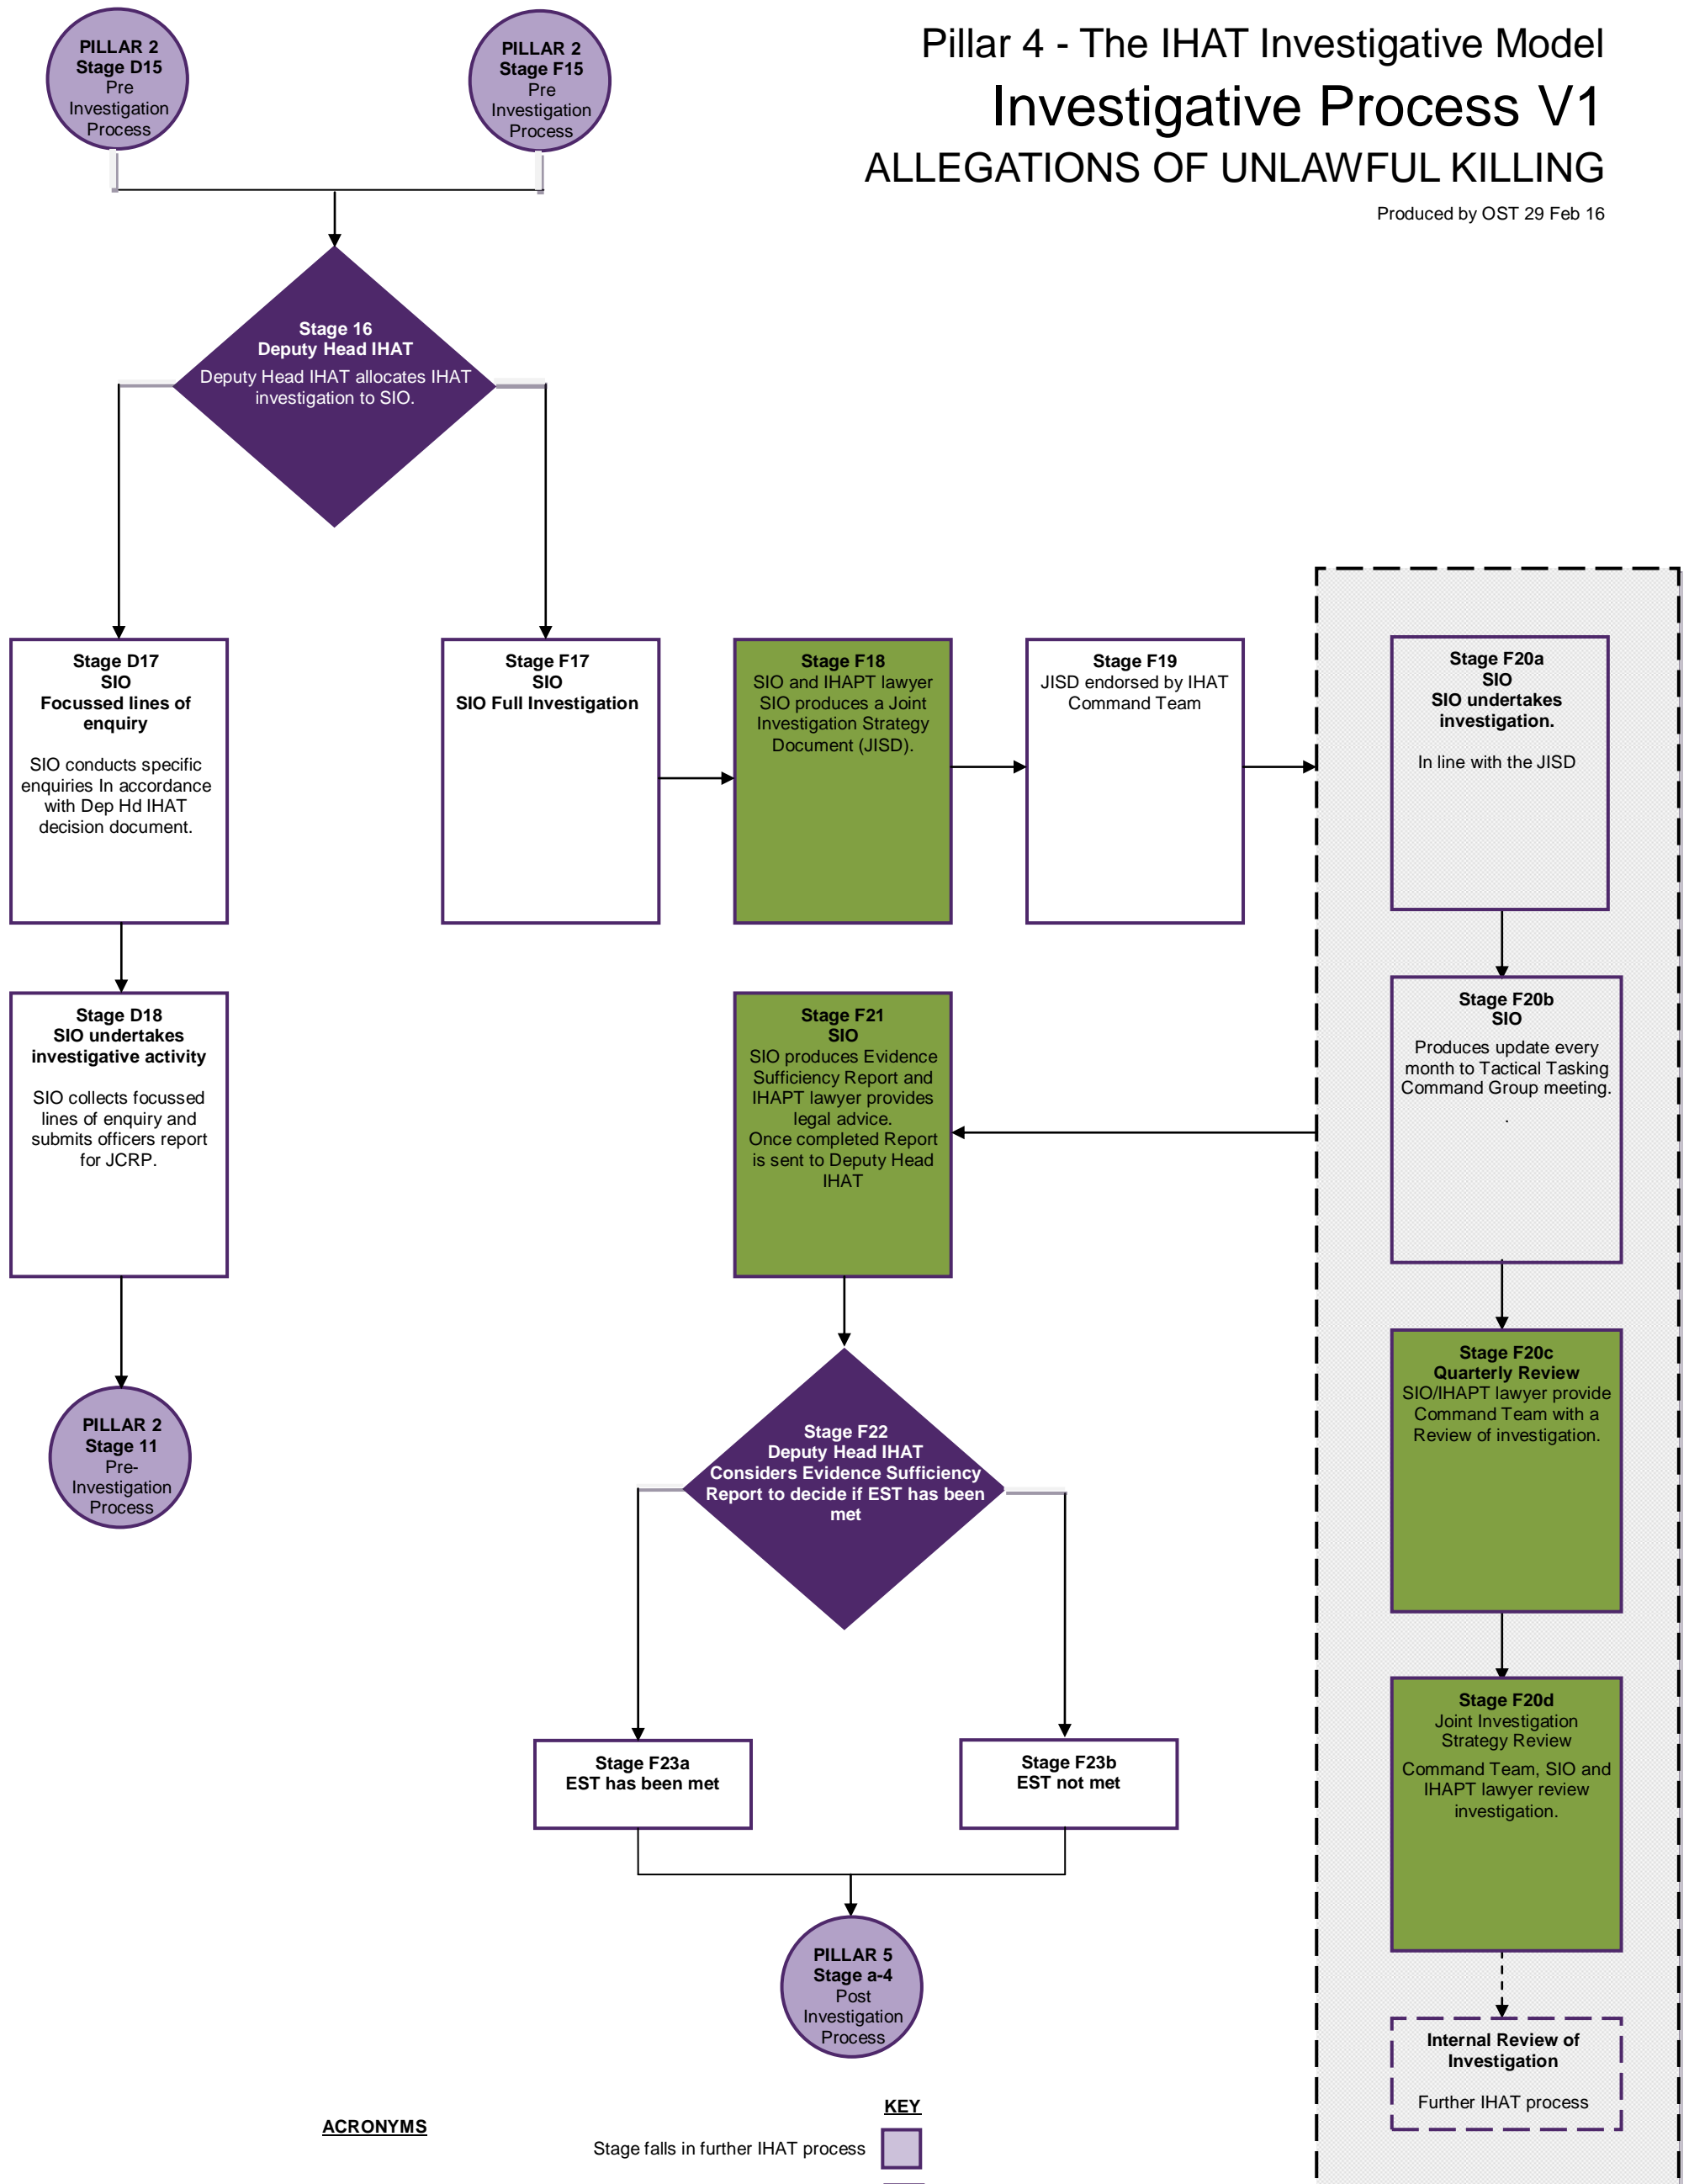 Pillar 4 - The IHAT Investigative Model
Investigative Process V1
ALLEGATIONS OF UNLAWFUL KILLING
Produced by OST 29 Feb 16
PILLAR 2
Stage D15
Pre
Investigation
Process
PILLAR 2
Stage F15
Pre
Investigation
Process
Stage 16
Deputy Head IHAT
Deputy Head IHAT allocates IHAT
investigation to SIO.
Stage D17
SIO
Focussed lines of
enquiry
SIO conducts specific
enquiries In accordance
with Dep Hd IHAT
decision document.
Stage F17
SIO
SIO Full Investigation
Stage F18
SIO and IHAPT lawyer
SIO produces a Joint
Investigation Strategy
Document (JISD).
Stage F19
JISD endorsed by IHAT
Command Team
Stage F20a
SIO
SIO undertakes
investigation.
In line with the JISD
Stage D18
SIO undertakes
investigative activity
SIO collects focussed
lines of enquiry and
submits officers report
for JCRP.
Stage F21
SIO
SIO produces Evidence
Sufficiency Report and
IHAPT lawyer provides
legal advice.
Once completed Report
is sent to Deputy Head
IHAT
Stage F20b
SIO
Produces update every
month to Tactical Tasking
Command Group meeting.
.
PILLAR 2
Stage 11
Pre-
Investigation
Process
Stage F22
Deputy Head IHAT
Considers Evidence Sufficiency
Report to decide if EST has been
met
Stage F20c
Quarterly Review
SIO/IHAPT lawyer provide
Command Team with a
Review of investigation.
Stage F23a
EST has been met
Stage F23b
EST not met
Stage F20d
Joint Investigation
Strategy Review
Command Team, SIO and
IHAPT lawyer review
investigation.
PILLAR 5
Stage a-4
Post
Investigation
Process
Internal Review of
Investigation
Further IHAT process
ACRONYMS
KEY
Stage falls in further IHAT process